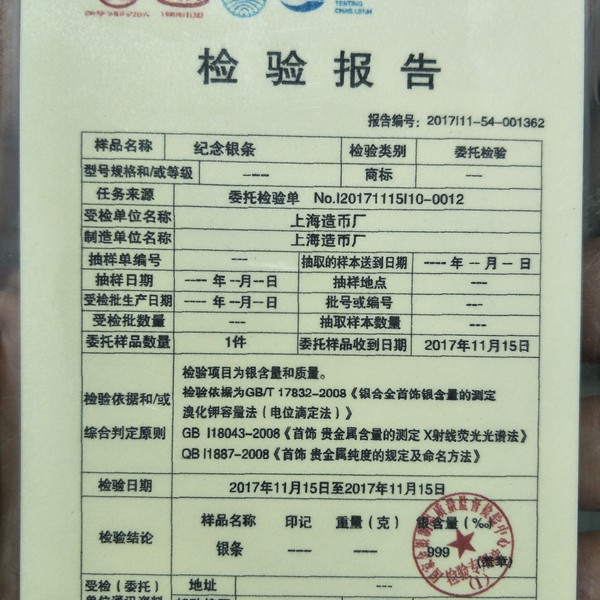 TESTING
CNAS L0104
检验报告
报告编号：2017I11-54-001362
样品名称 纪念银条 检验类别 委托检验
型号规格和/或等级 ---- 商标 ---
任务来源 委托检验单 No.I20171115I10-0012
受检单位名称 上海造币厂
制造单位名称 上海造币厂
抽样单编号 --- 抽取的样本送到日期 ---- 年 -- 月 -- 日
抽样日期 ---- 年 --月--日 抽样地点 ---
受检批生产日期 ---- 年 --月--日 批号或编号 ---
受检批数量 --- 抽取样本数量 ---
委托样品数量 1件 委托样品收到日期 2017年11月15日
检验依据和/或综合判定原则
检验项目为银含量和质量。
检验依据为GB/T 17832-2008《银合金首饰银含量的测定
溴化钾容量法（电位滴定法）》
GB I18043-2008《首饰 贵金属含量的测定 X射线荧光光谱法》
QB I1887-2008《首饰 贵金属纯度的规定及命名方法》
检验日期 2017年11月15日至2017年11月15日
检验结论
样品名称 印记 重量（克） 银含量（‰）
银条 --- --- 999
检验专用章
(1)
(盖章)
受检（委托） 地址 ---